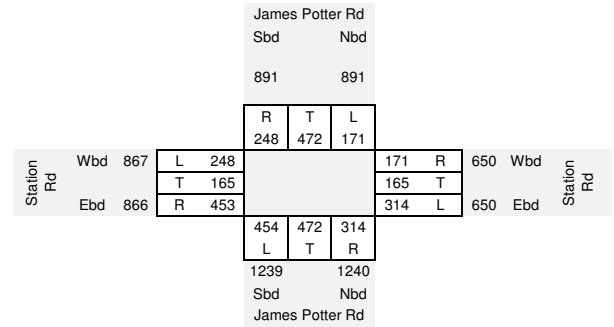 James Potter Rd
Sbd Nbd
891 891
R T L
248 472 171
Station Rd
Wbd 867 L 248 171 R 650 Wbd
T 165 165 T
Ebd 866 R 453 314 L 650 Ebd
Station Rd
454 472 314
L T R
1239 1240
Sbd Nbd
James Potter Rd